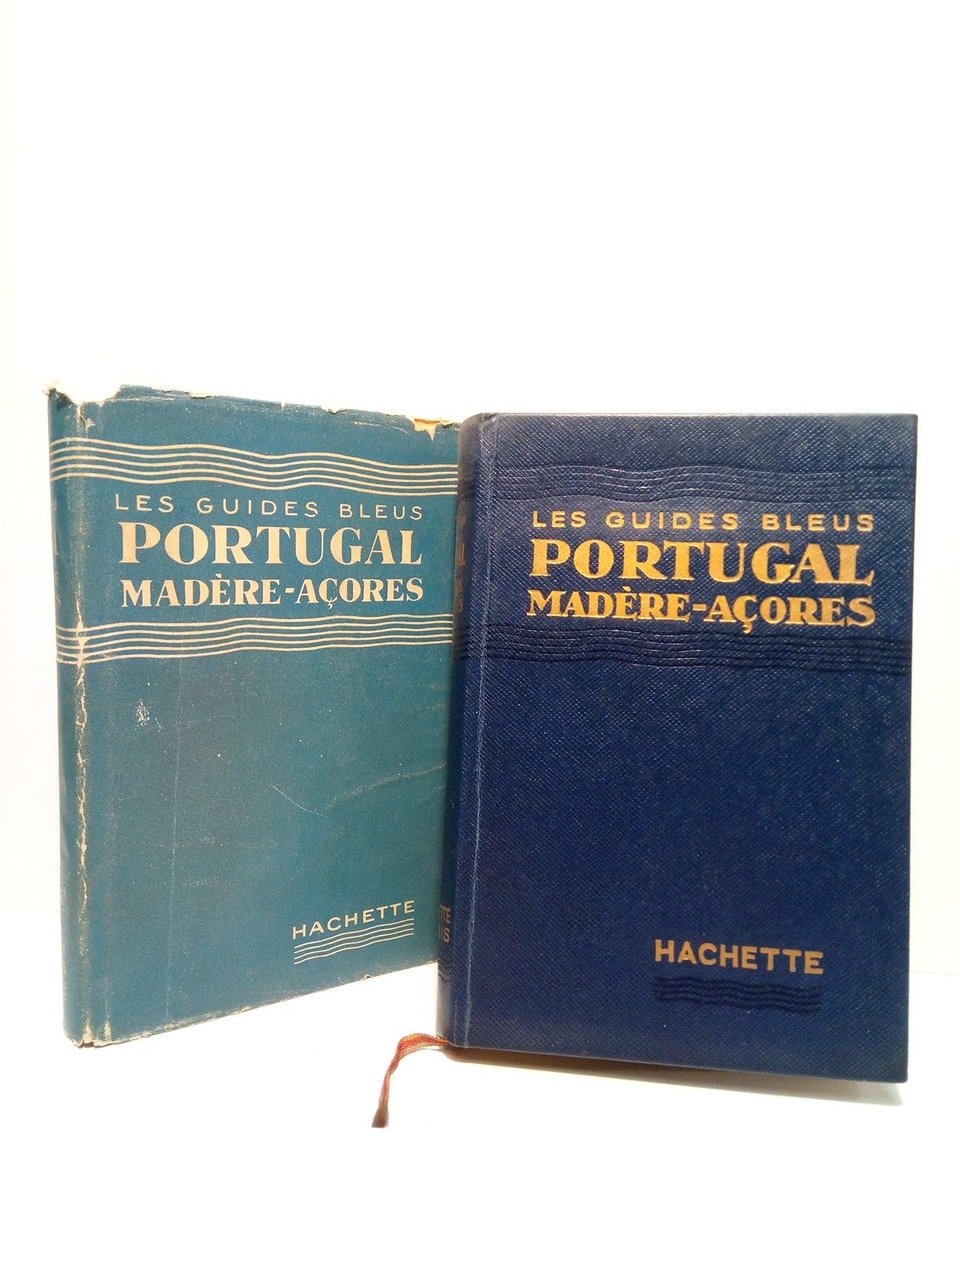 LES GUIDES BLEUS
PORTUGAL
MADÈRE-AÇORES
HACHETTE
LES GUIDES BLEUS
PORTUGAL
MADÈRE-AÇORES
HACHETTE